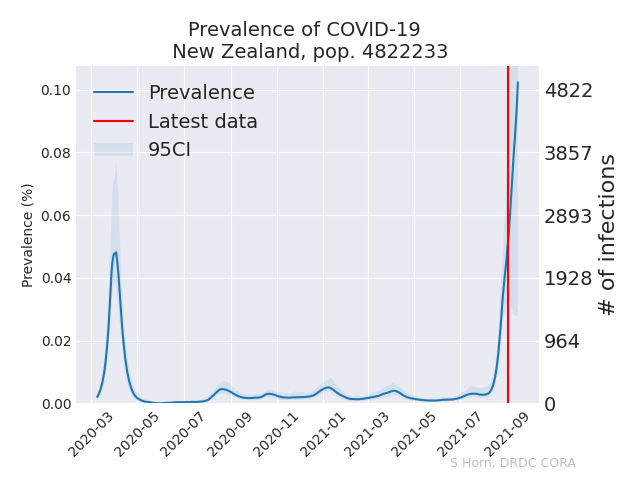 Prevalence of COVID-19
New Zealand, pop. 4822233
Prevalence
Latest data
95CI
Prevalence (%)
0.10
0.08
0.06
0.04
0.02
0.00
4822
3857
2893
1928
964
0
# of infections
2020-03
2020-05
2020-07
2020-09
2020-11
2021-01
2021-03
2021-05
2021-07
2021-09
S Horn, DRDC CORA